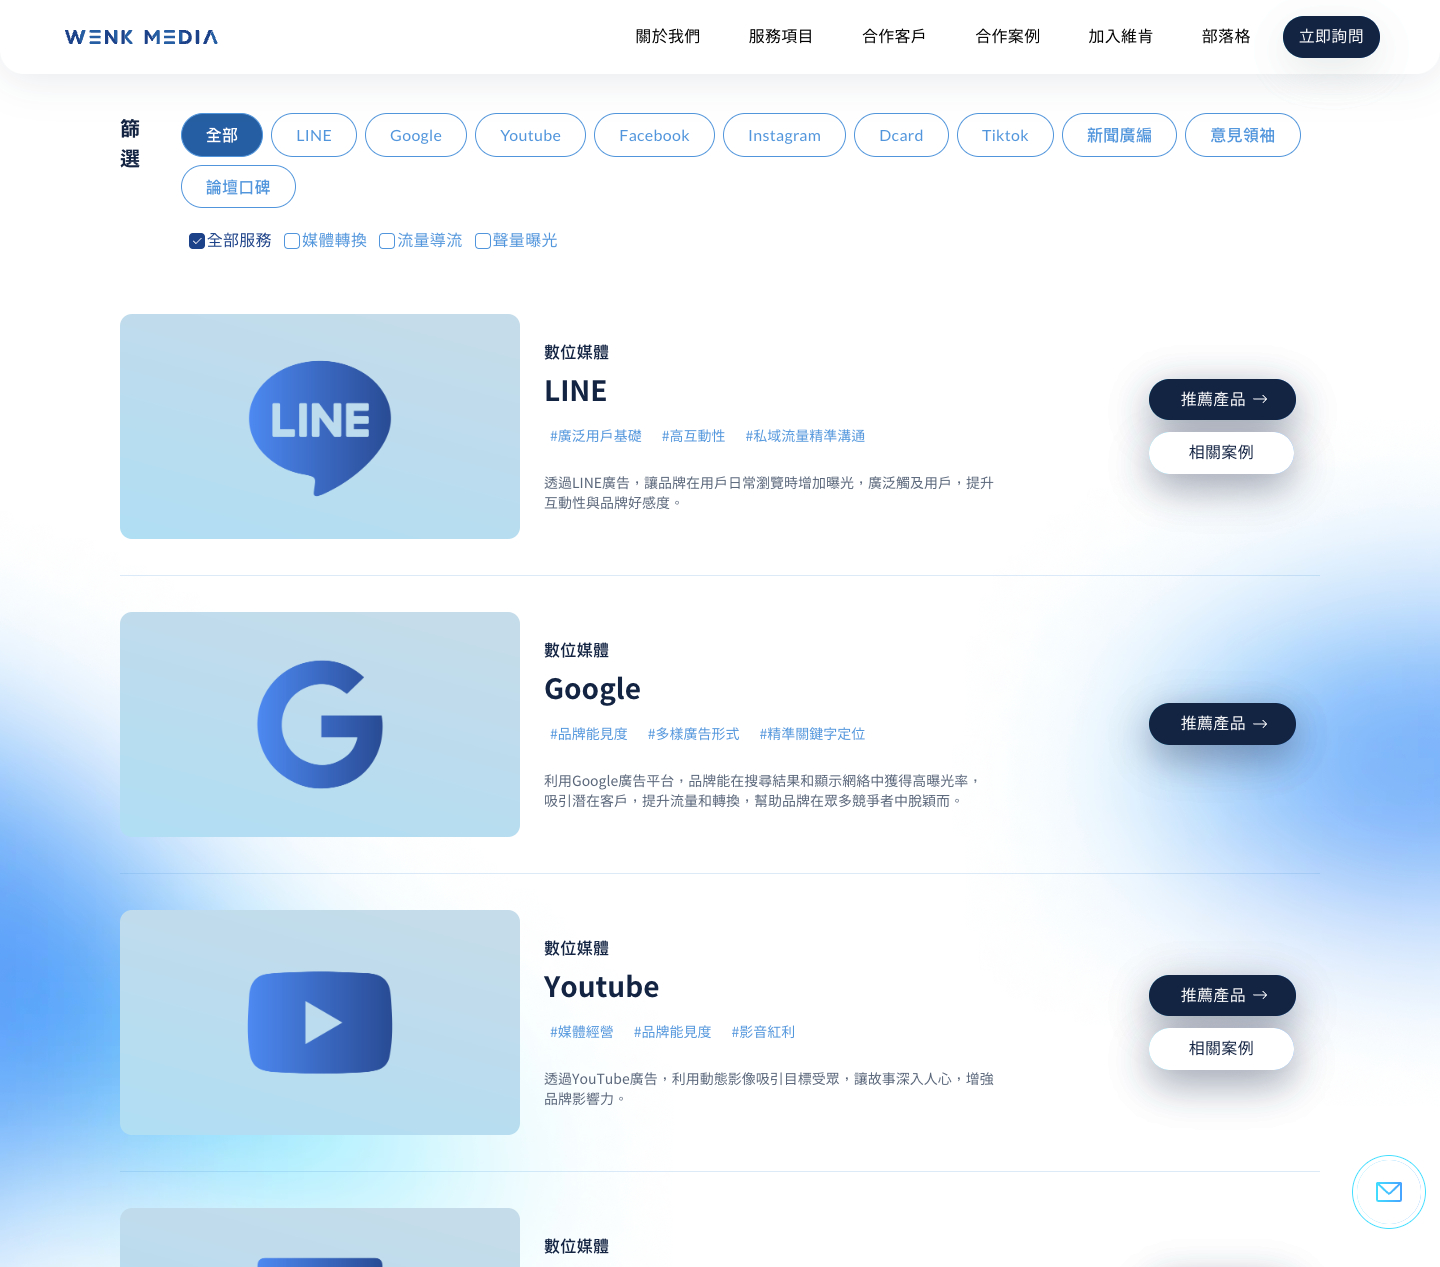 WENK MEDIA
關於我們
服務項目
合作客戶
合作案例
加入維肯
部落格
立即詢問
篩
選
全部
LINE
Google
Youtube
Facebook
Instagram
Dcard
Tiktok
新聞廣編
意見領袖
論壇口碑
全部服務
媒體轉換
流量導流
聲量曝光
LINE
數位媒體
LINE
#廣泛用戶基礎 #高互動性 #私域流量精準溝通
透過LINE廣告，讓品牌在用戶日常瀏覽時增加曝光，廣泛觸及用戶，提升
互動性與品牌好感度。
推薦產品
相關案例
數位媒體
Google
#品牌能見度 #多樣廣告形式 #精準關鍵字定位
利用Google廣告平台，品牌能在搜尋結果和顯示網絡中獲得高曝光率，
吸引潛在客戶，提升流量和轉換，幫助品牌在眾多競爭者中脫穎而。
推薦產品
數位媒體
Youtube
#媒體經營 #品牌能見度 #影音紅利
透過YouTube廣告，利用動態影像吸引目標受眾，讓故事深入人心，增強
品牌影響力。
推薦產品
相關案例
數位媒體